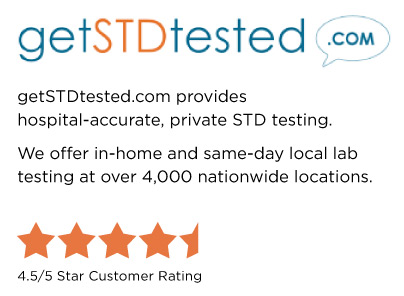 getSTDtested .COM
getSTDtested.com provides
hospital-accurate, private STD testing.
We offer in-home and same-day local lab
testing at over 4,000 nationwide locations.
4.5/5 Star Customer Rating